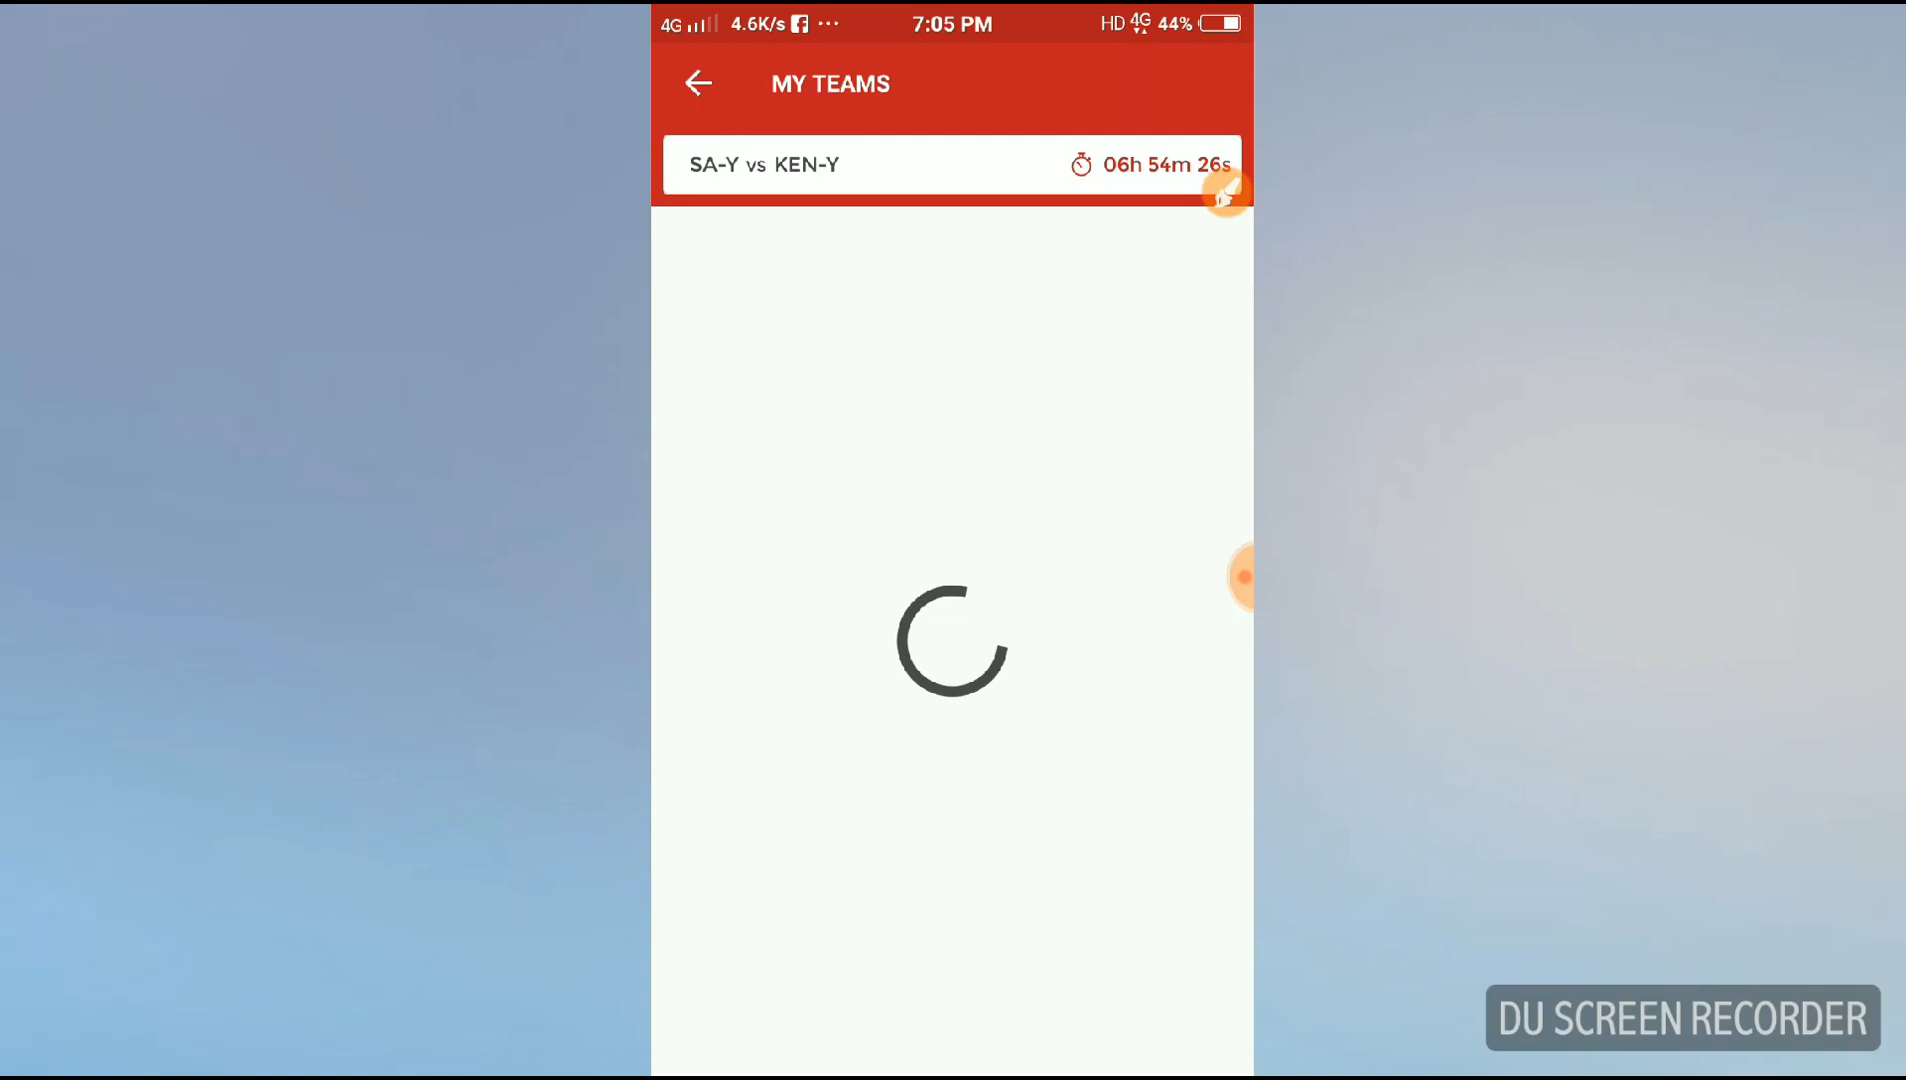 4G 4.6K/s ... 7:05 PM HD 4G 44%
MY TEAMS
SA-Y vs KEN-Y 06h 54m 26s
DU SCREEN RECORDER